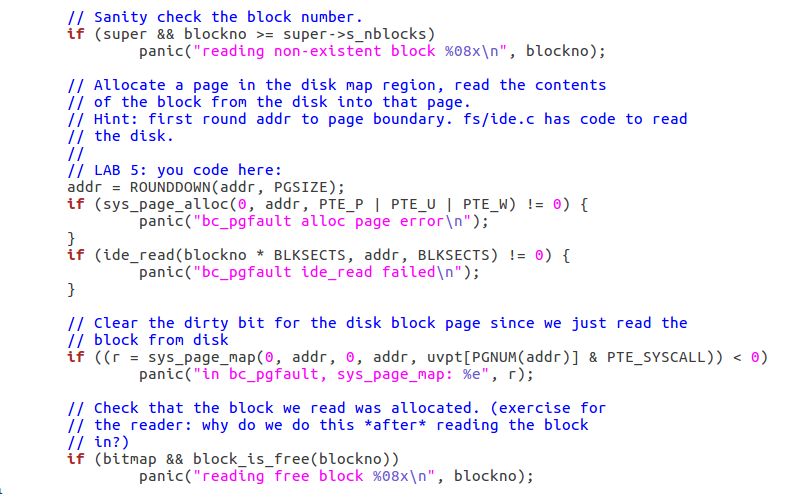 // Sanity check the block number.
if (super && blockno >= super->s_nblocks)
        panic("reading non-existent block %08x\n", blockno);

// Allocate a page in the disk map region, read the contents
// of the block from the disk into that page.
// Hint: first round addr to page boundary. fs/ide.c has code to read
// the disk.
//
// LAB 5: you code here:
addr = ROUNDDOWN(addr, PGSIZE);
if (sys_page_alloc(0, addr, PTE_P | PTE_U | PTE_W) != 0) {
        panic("bc_pgfault alloc page error\n");
}
if (ide_read(blockno * BLKSECTS, addr, BLKSECTS) != 0) {
        panic("bc_pgfault ide_read failed\n");
}

// Clear the dirty bit for the disk block page since we just read the
// block from disk
if ((r = sys_page_map(0, addr, 0, addr, uvpt[PGNUM(addr)] & PTE_SYSCALL)) < 0)
        panic("in bc_pgfault, sys_page_map: %e", r);

// Check that the block we read was allocated. (exercise for
// the reader: why do we do this *after* reading the block
// in?)
if (bitmap && block_is_free(blockno))
        panic("reading free block %08x\n", blockno);